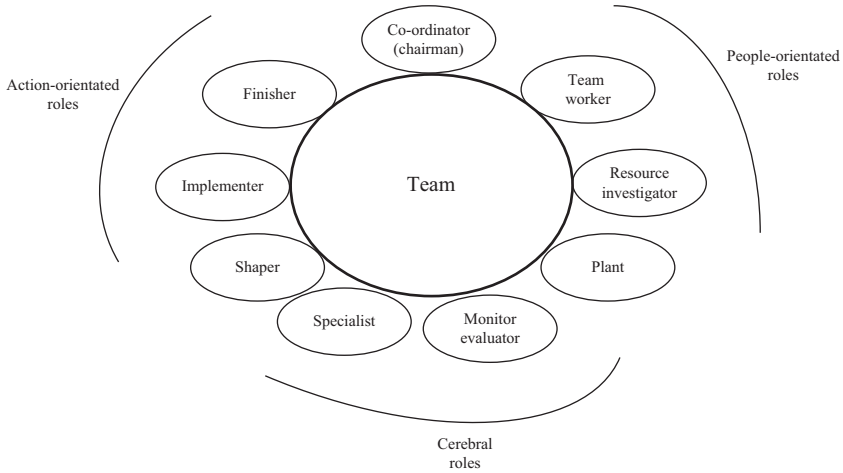 Co-ordinator
(chairman)
Action-orientated
roles
Finisher
Team
worker
People-orientated
roles
Implementer
Team
Resource
investigator
Shaper
Plant
Specialist
Monitor
evaluator
Cerebral
roles